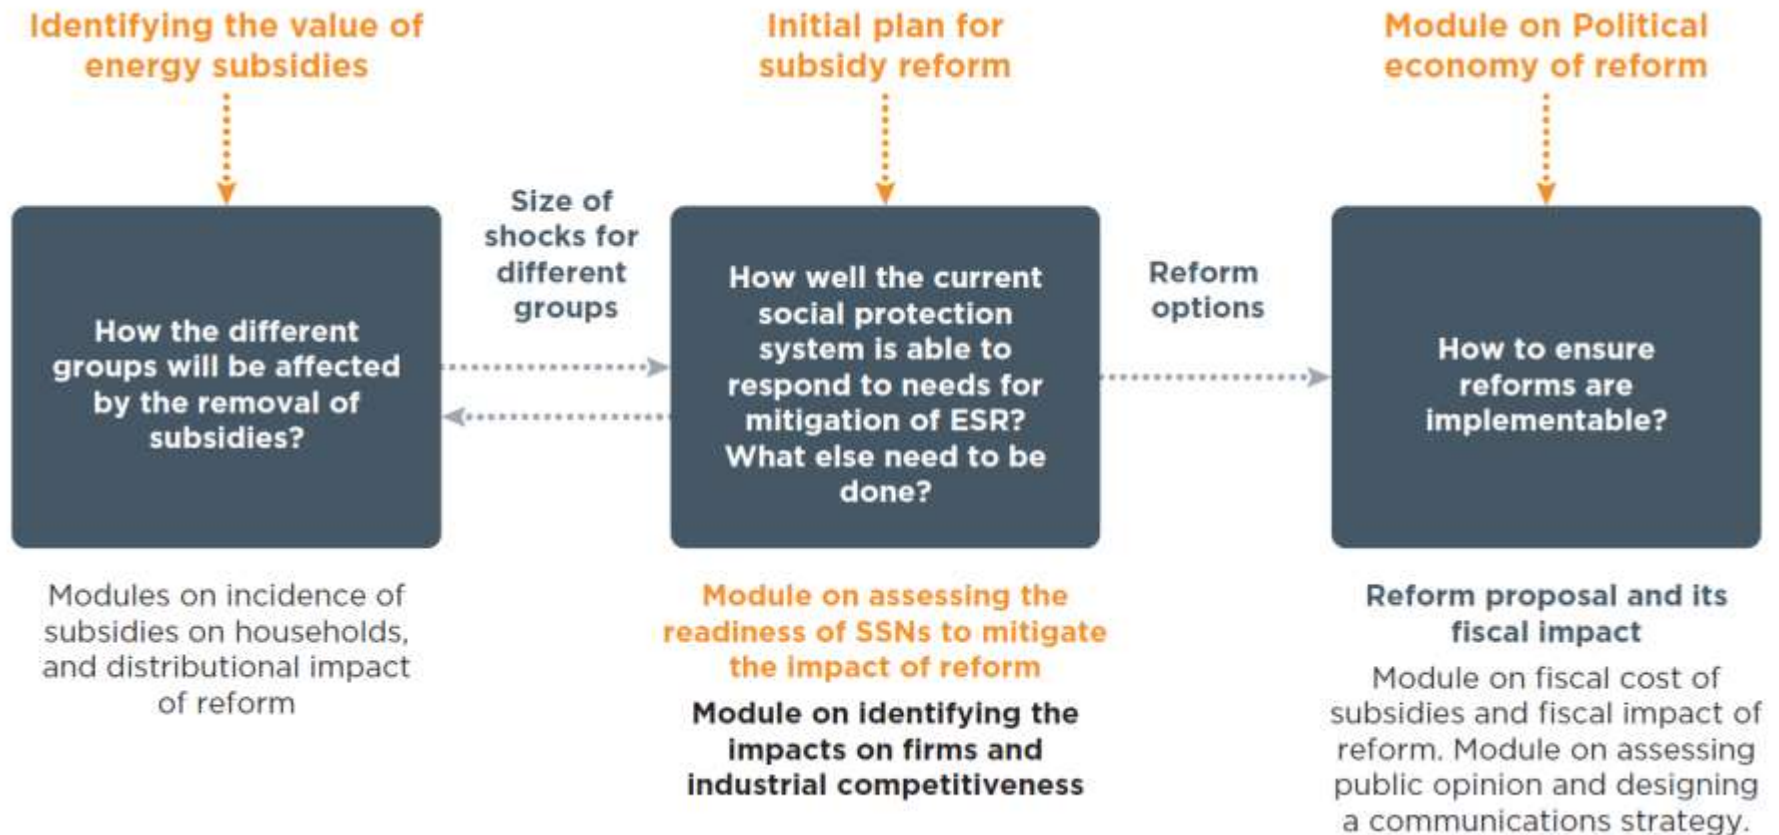 Identifying the value of
energy subsidies
Initial plan for
subsidy reform
Module on Political
economy of reform
How the different
groups will be affected
by the removal of
subsidies?
Size of
shocks for
different
groups
How well the current
social protection
system is able to
respond to needs for
mitigation of ESR?
What else need to be
done?
Reform
options
How to ensure
reforms are
implementable?
Modules on incidence of
subsidies on households,
and distributional impact
of reform
Module on assessing the
readiness of SSNs to mitigate
the impact of reform
Module on identifying the
impacts on firms and
industrial competitiveness
Reform proposal and its
fiscal impact
Module on fiscal cost of
subsidies and fiscal impact of
reform. Module on assessing
public opinion and designing
a communications strategy.